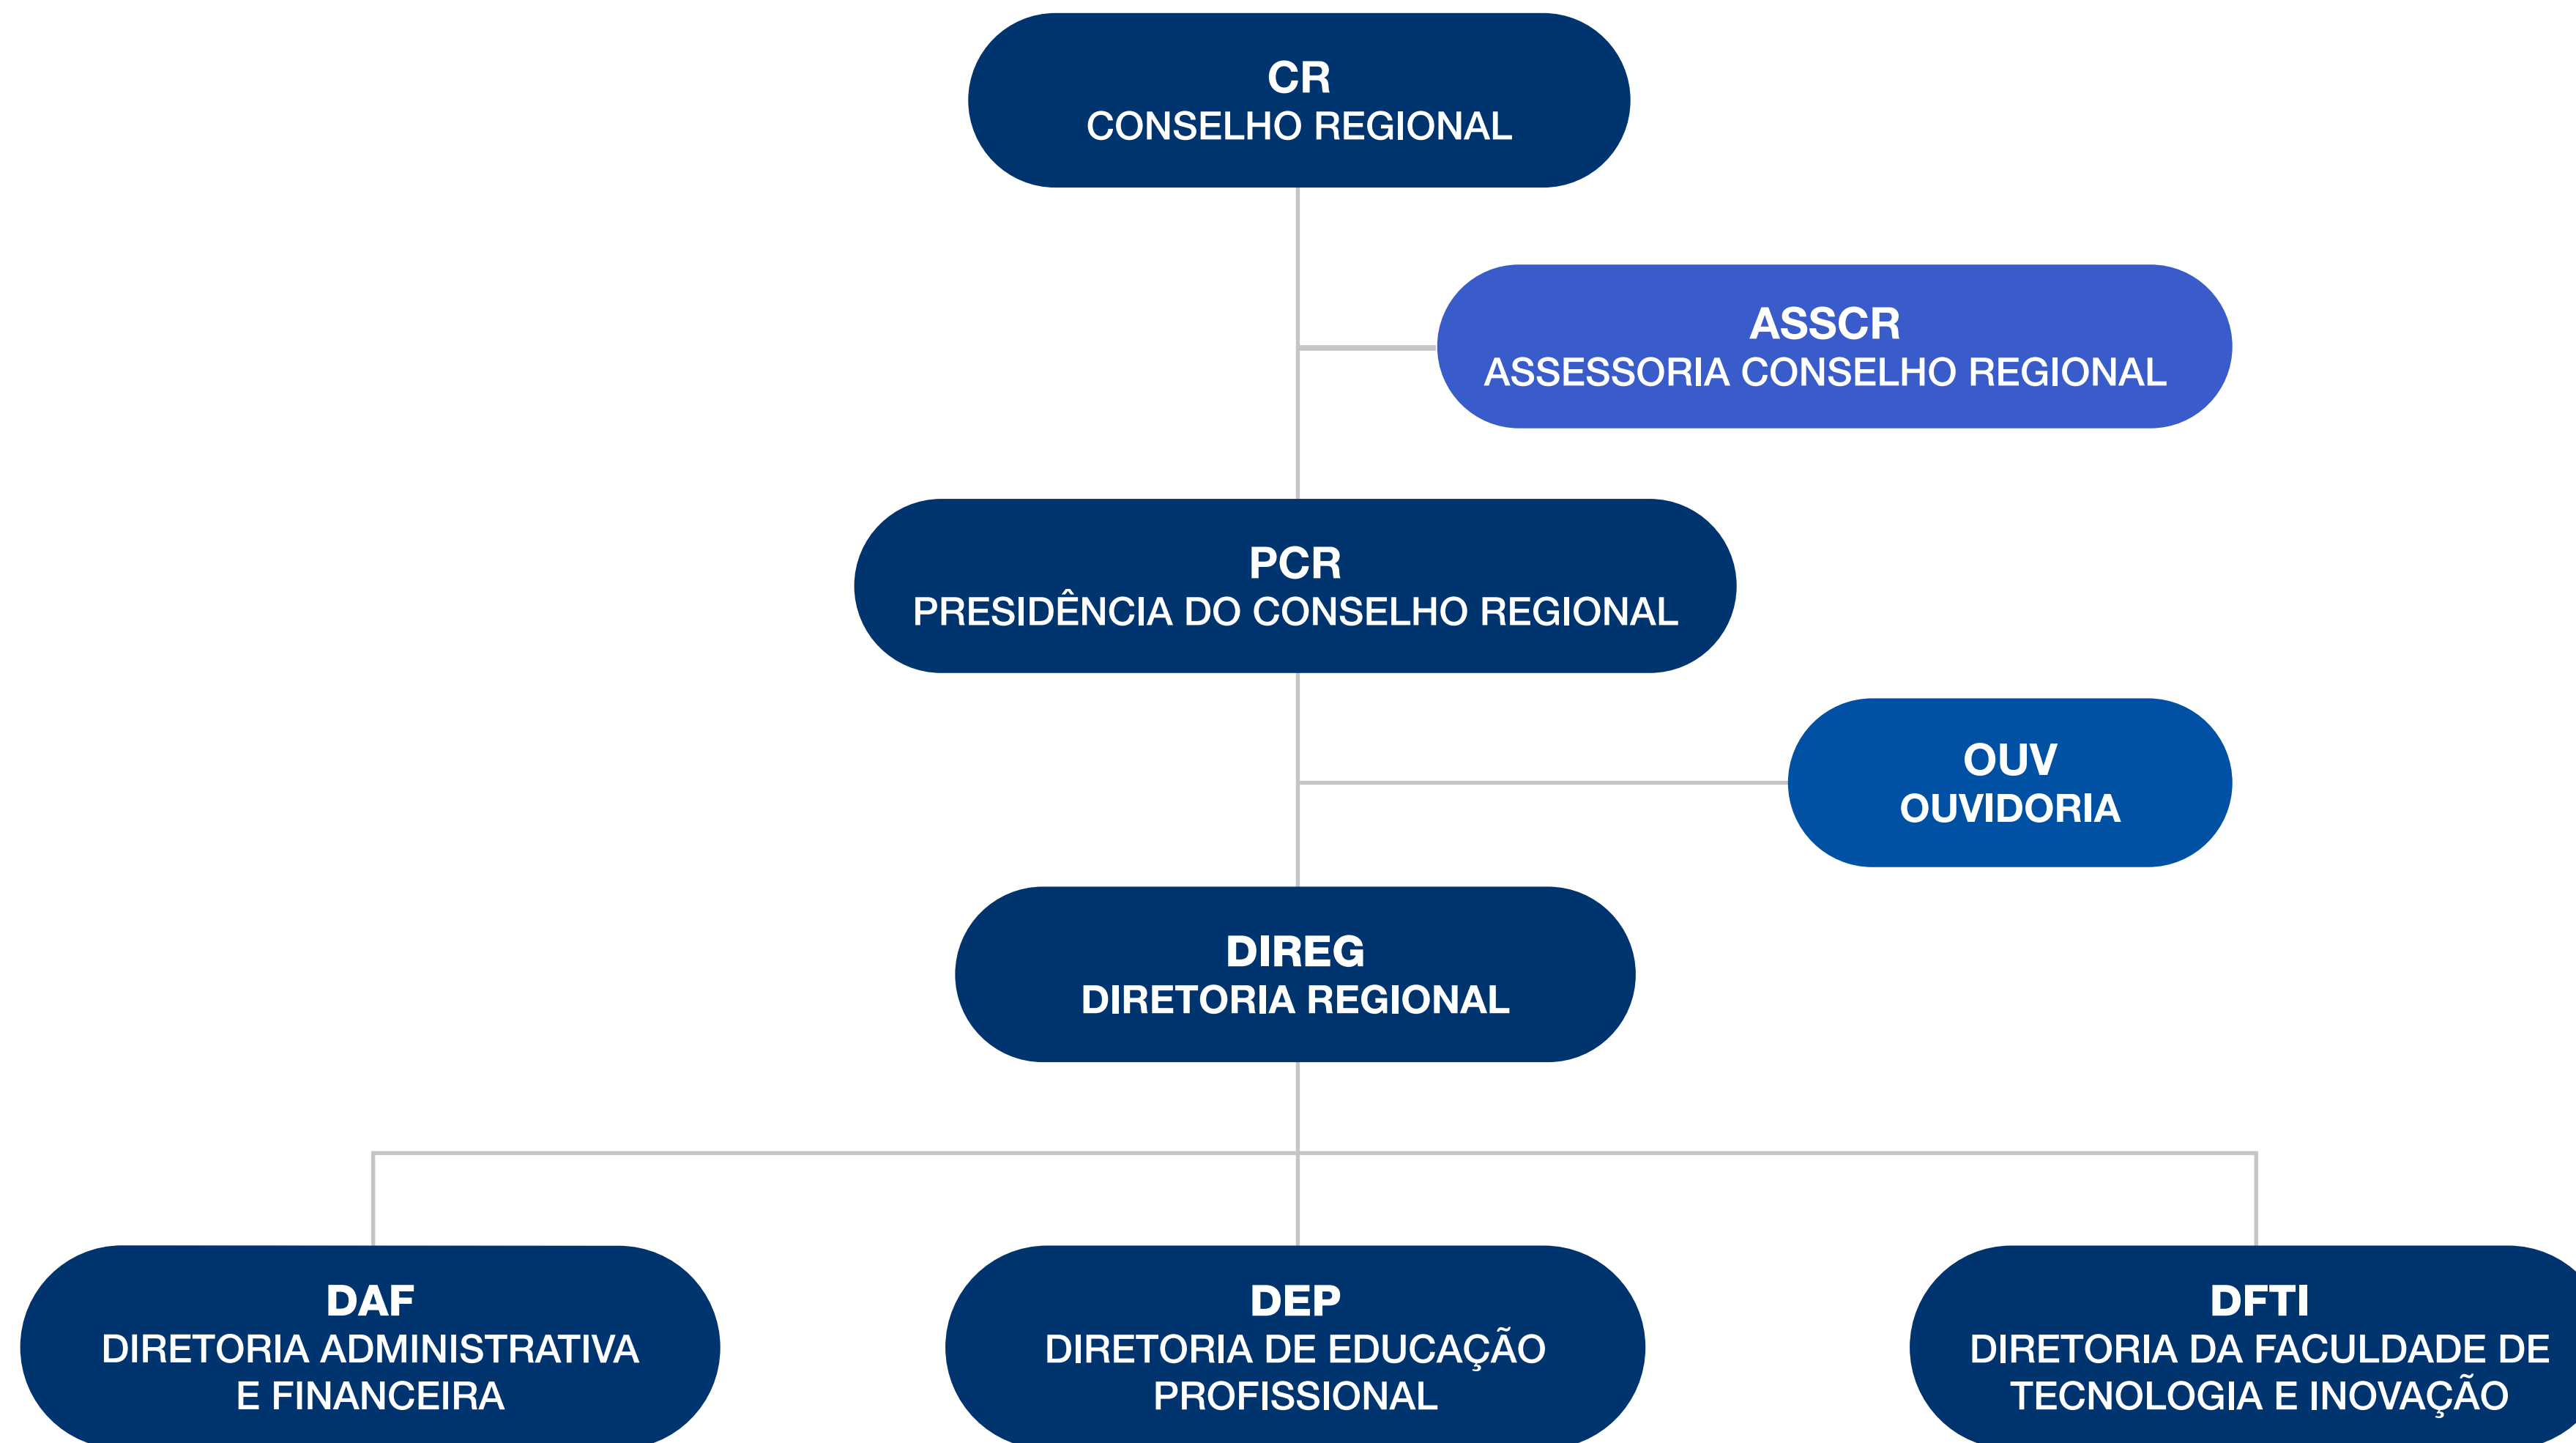 CR
CONSELHO REGIONAL
ASSCR
ASSESSORIA CONSELHO REGIONAL
PCR
PRESIDÊNCIA DO CONSELHO REGIONAL
OUV
OUVIDORIA
DIREG
DIRETORIA REGIONAL
DAF
DIRETORIA ADMINISTRATIVA
E FINANCEIRA
DEP
DIRETORIA DE EDUCAÇÃO
PROFISSIONAL
DFTI
DIRETORIA DA FACULDADE DE
TECNOLOGIA E INOVAÇÃO